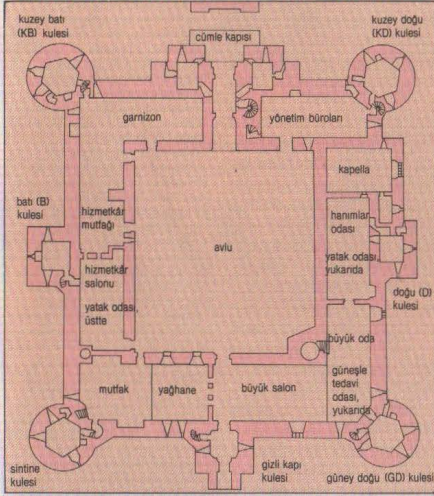 kuzey batı
(KB) kulesi
cümle kapısı
kuzey doğu
(KD) kulesi
garnizon
yönetim büroları
kapella
batı (B)
kulesi
hizmetkâr
mutfağı
avlu
hanımlar
odası
yatak odası,
yukarıda
hizmetkâr
salonu
yatak odası,
üstte
doğu (D)
kulesi
büyük oda
güneşle
tedavi
odası,
yukarıda
mutfak
yağhane
büyük salon
sintine
kulesi
gizli kapı
kulesi
güney doğu (GD) kulesi